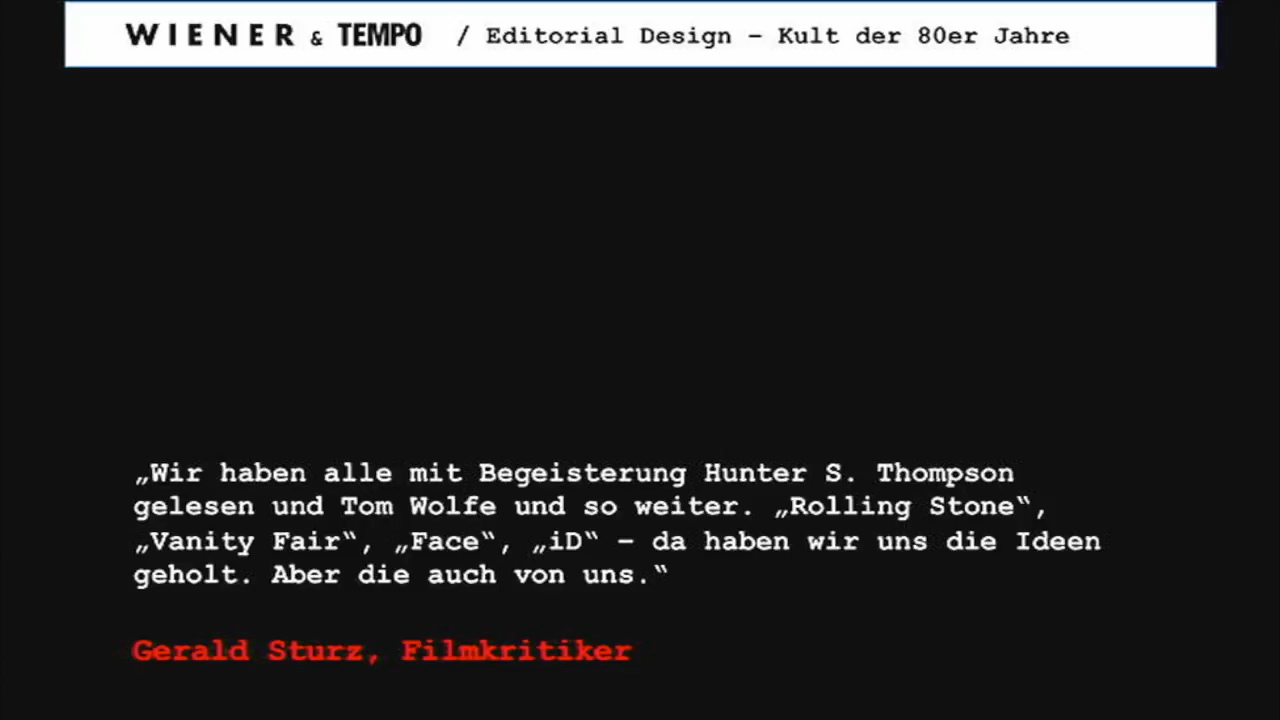 WIENER & TEMPO / Editorial Design – Kult der 80er Jahre
„Wir haben alle mit Begeisterung Hunter S. Thompson
gelesen und Tom Wolfe und so weiter. „Rolling Stone‟,
„Vanity Fair‟, „Face‟, „iD‟ – da haben wir uns die Ideen
geholt. Aber die auch von uns.‟
Gerald Sturz, Filmkritiker